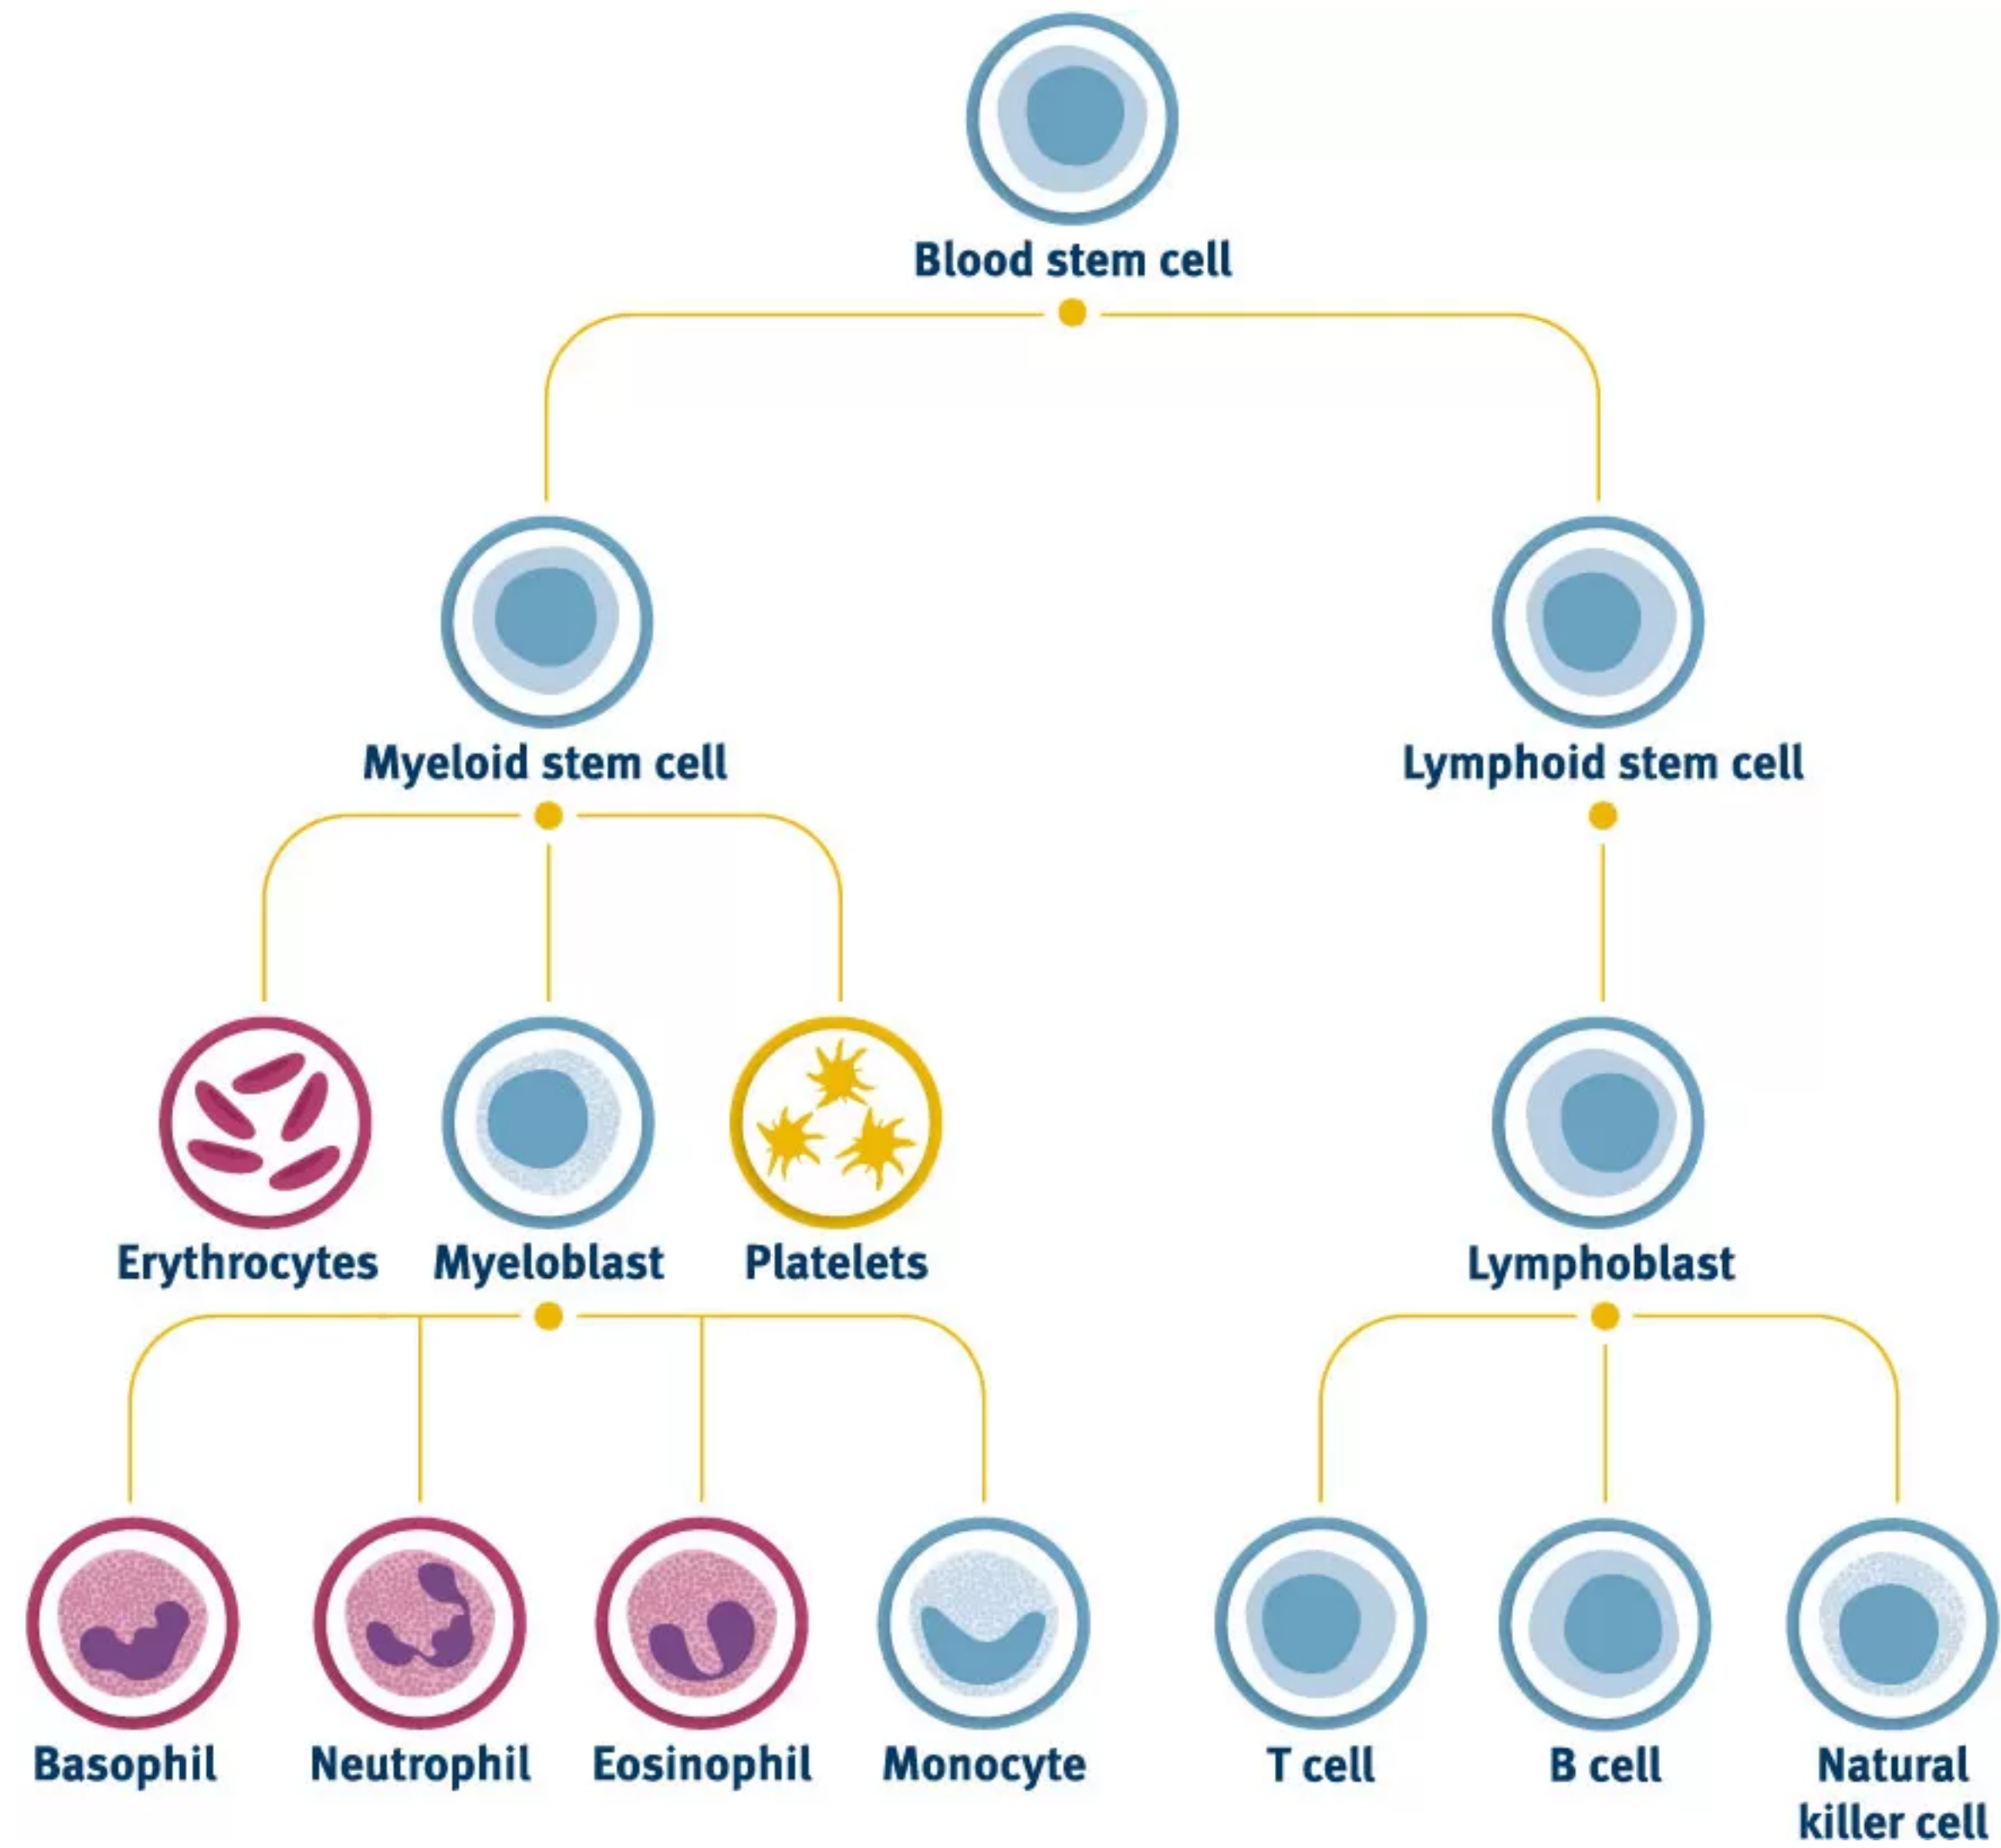 Blood stem cell
Myeloid stem cell
Lymphoid stem cell
Erythrocytes
Myeloblast
Platelets
Lymphoblast
Basophil
Neutrophil
Eosinophil
Monocyte
T cell
B cell
Natural
killer cell